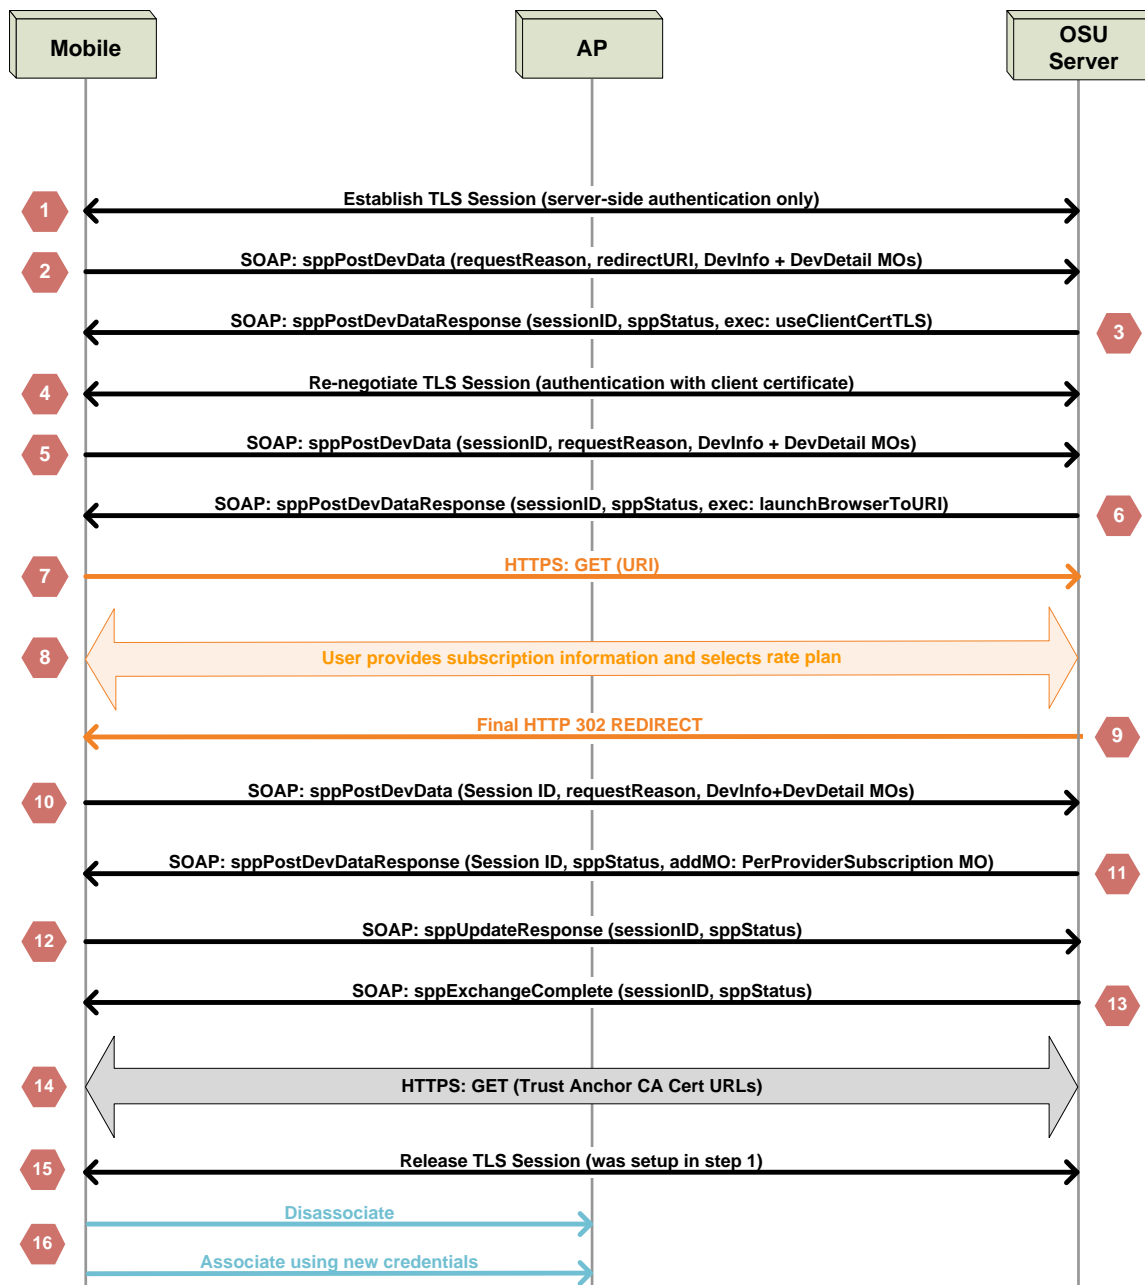 Mobile
AP
OSU
Server
1
Establish TLS Session (server-side authentication only)
2
SOAP: sppPostDevData (requestReason, redirectURI, DevInfo + DevDetail MOs)
SOAP: sppPostDevDataResponse (sessionID, sppStatus, exec: useClientCertTLS)
3
4
Re-negotiate TLS Session (authentication with client certificate)
5
SOAP: sppPostDevData (sessionID, requestReason, DevInfo + DevDetail MOs)
SOAP: sppPostDevDataResponse (sessionID, sppStatus, exec: launchBrowserToURI)
6
7
HTTPS: GET (URI)
8
User provides subscription information and selects rate plan
Final HTTP 302 REDIRECT
9
10
SOAP: sppPostDevData (Session ID, requestReason, DevInfo+DevDetail MOs)
SOAP: sppPostDevDataResponse (Session ID, sppStatus, addMO: PerProviderSubscription MO)
11
12
SOAP: sppUpdateResponse (sessionID, sppStatus)
SOAP: sppExchangeComplete (sessionID, sppStatus)
13
14
HTTPS: GET (Trust Anchor CA Cert URLs)
15
Release TLS Session (was setup in step 1)
16
Disassociate
Associate using new credentials